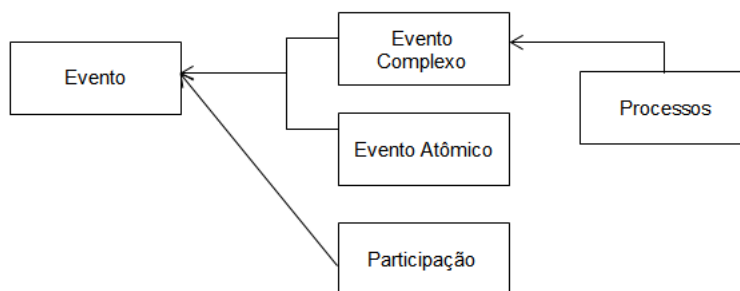 Evento
Evento
Complexo
Processos
Evento Atômico
Participação